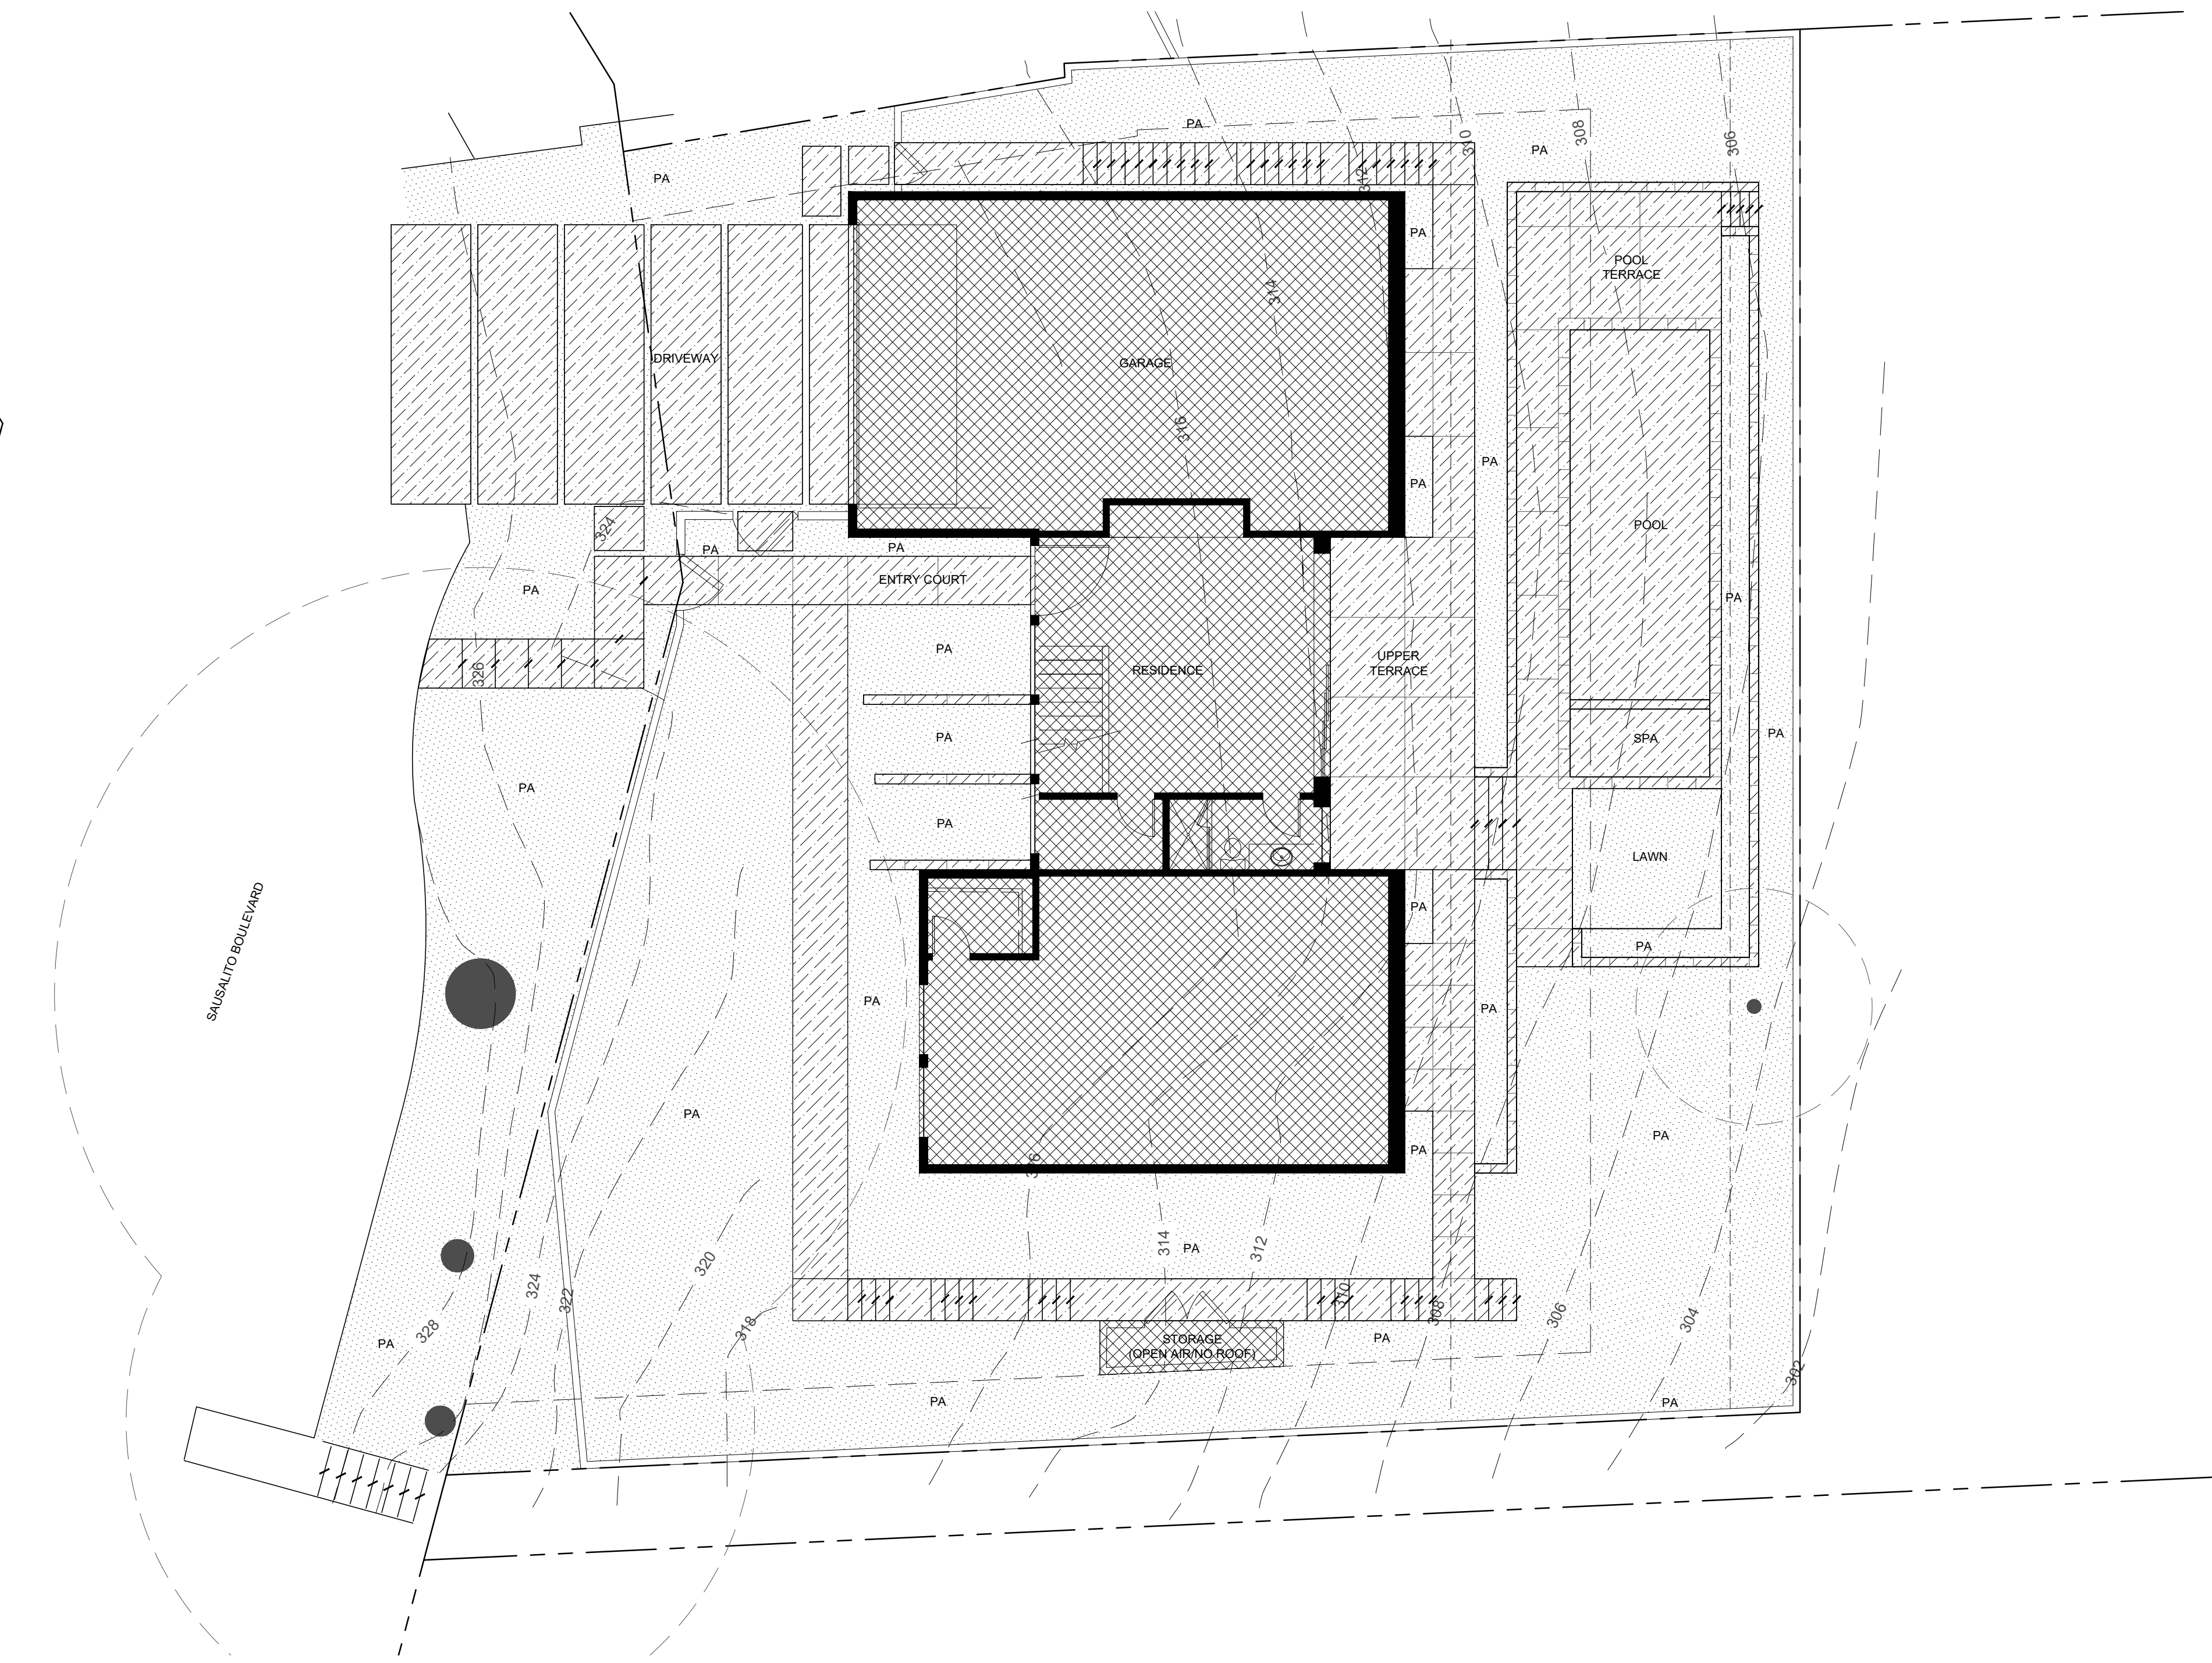 PA
PA
PA
310
308
306
312
PA
POOL
TERRACE
314
DRIVEWAY
GARAGE
316
PA
PA
POOL
324
PA
PA
ENTRY COURT
PA
PA
PA
UPPER
TERRACE
RESIDENCE
326
PA
PA
SPA
PA
PA
LAWN
PA
PA
SAUSALITO BOULEVARD
PA
PA
PA
PA
PA
316
320
314
PA
312
324
322
310
308
306
304
318
328
PA
STORAGE
(OPEN AIR/NO ROOF)
PA
302
PA
PA